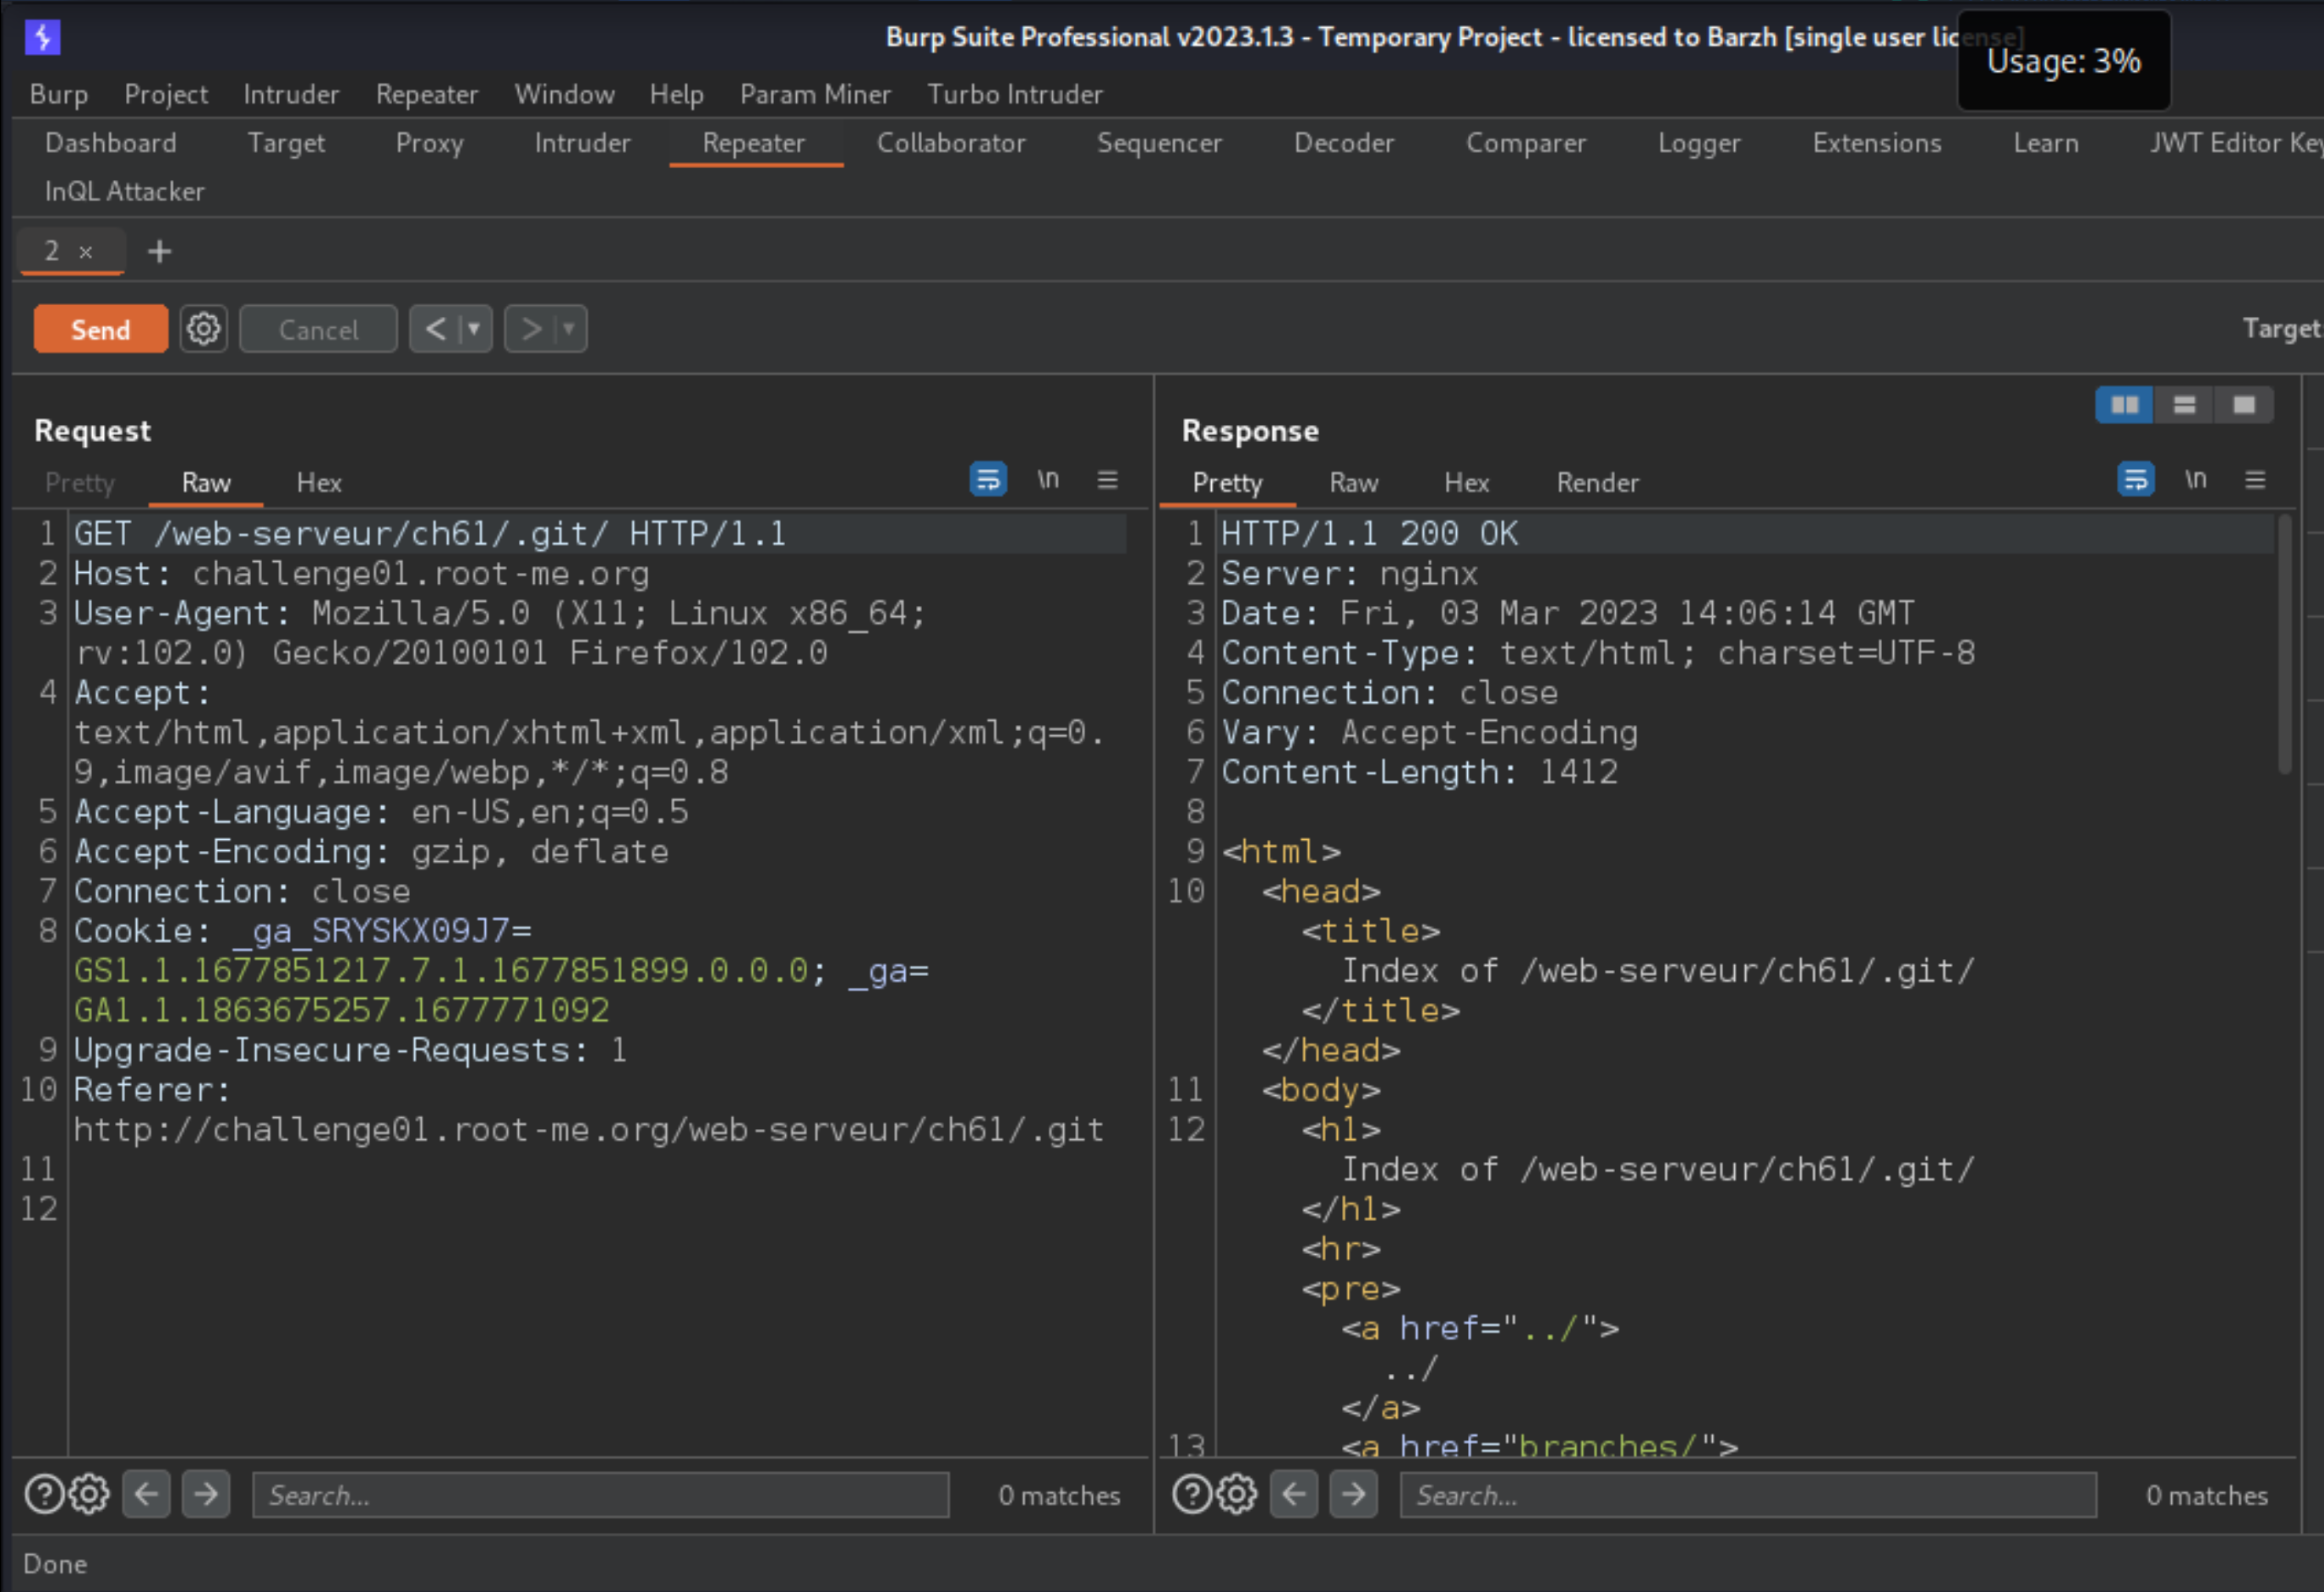 Burp Suite Professional v2023.1.3 - Temporary Project - licensed to Barzh [single user license]
Usage: 3%
Burp Project Intruder Repeater Window Help Param Miner Turbo Intruder
Dashboard Target Proxy Intruder Repeater Collaborator Sequencer Decoder Comparer Logger Extensions Learn JWT Editor Key
InQL Attacker
2 × +
Send Cancel < >
Target
Request
Pretty Raw Hex \n
1 GET /web-serveur/ch61/.git/ HTTP/1.1
2 Host: challenge01.root-me.org
3 User-Agent: Mozilla/5.0 (X11; Linux x86_64;
rv:102.0) Gecko/20100101 Firefox/102.0
4 Accept:
text/html,application/xhtml+xml,application/xml;q=0.
9,image/avif,image/webp,*/*;q=0.8
5 Accept-Language: en-US,en;q=0.5
6 Accept-Encoding: gzip, deflate
7 Connection: close
8 Cookie: _ga_SRYSKX09J7=
GS1.1.1677851217.7.1.1677851899.0.0.0; _ga=
GA1.1.1863675257.1677771092
9 Upgrade-Insecure-Requests: 1
10 Referer:
http://challenge01.root-me.org/web-serveur/ch61/.git
11
12
Search... 0 matches
Response
Pretty Raw Hex Render \n
1 HTTP/1.1 200 OK
2 Server: nginx
3 Date: Fri, 03 Mar 2023 14:06:14 GMT
4 Content-Type: text/html; charset=UTF-8
5 Connection: close
6 Vary: Accept-Encoding
7 Content-Length: 1412
8
9 <html>
10 <head>
<title>
Index of /web-serveur/ch61/.git/
</title>
</head>
11 <body>
12 <h1>
Index of /web-serveur/ch61/.git/
</h1>
<hr>
<pre>
<a href="../">
../
</a>
13 <a href="branches/">
Search... 0 matches
Done